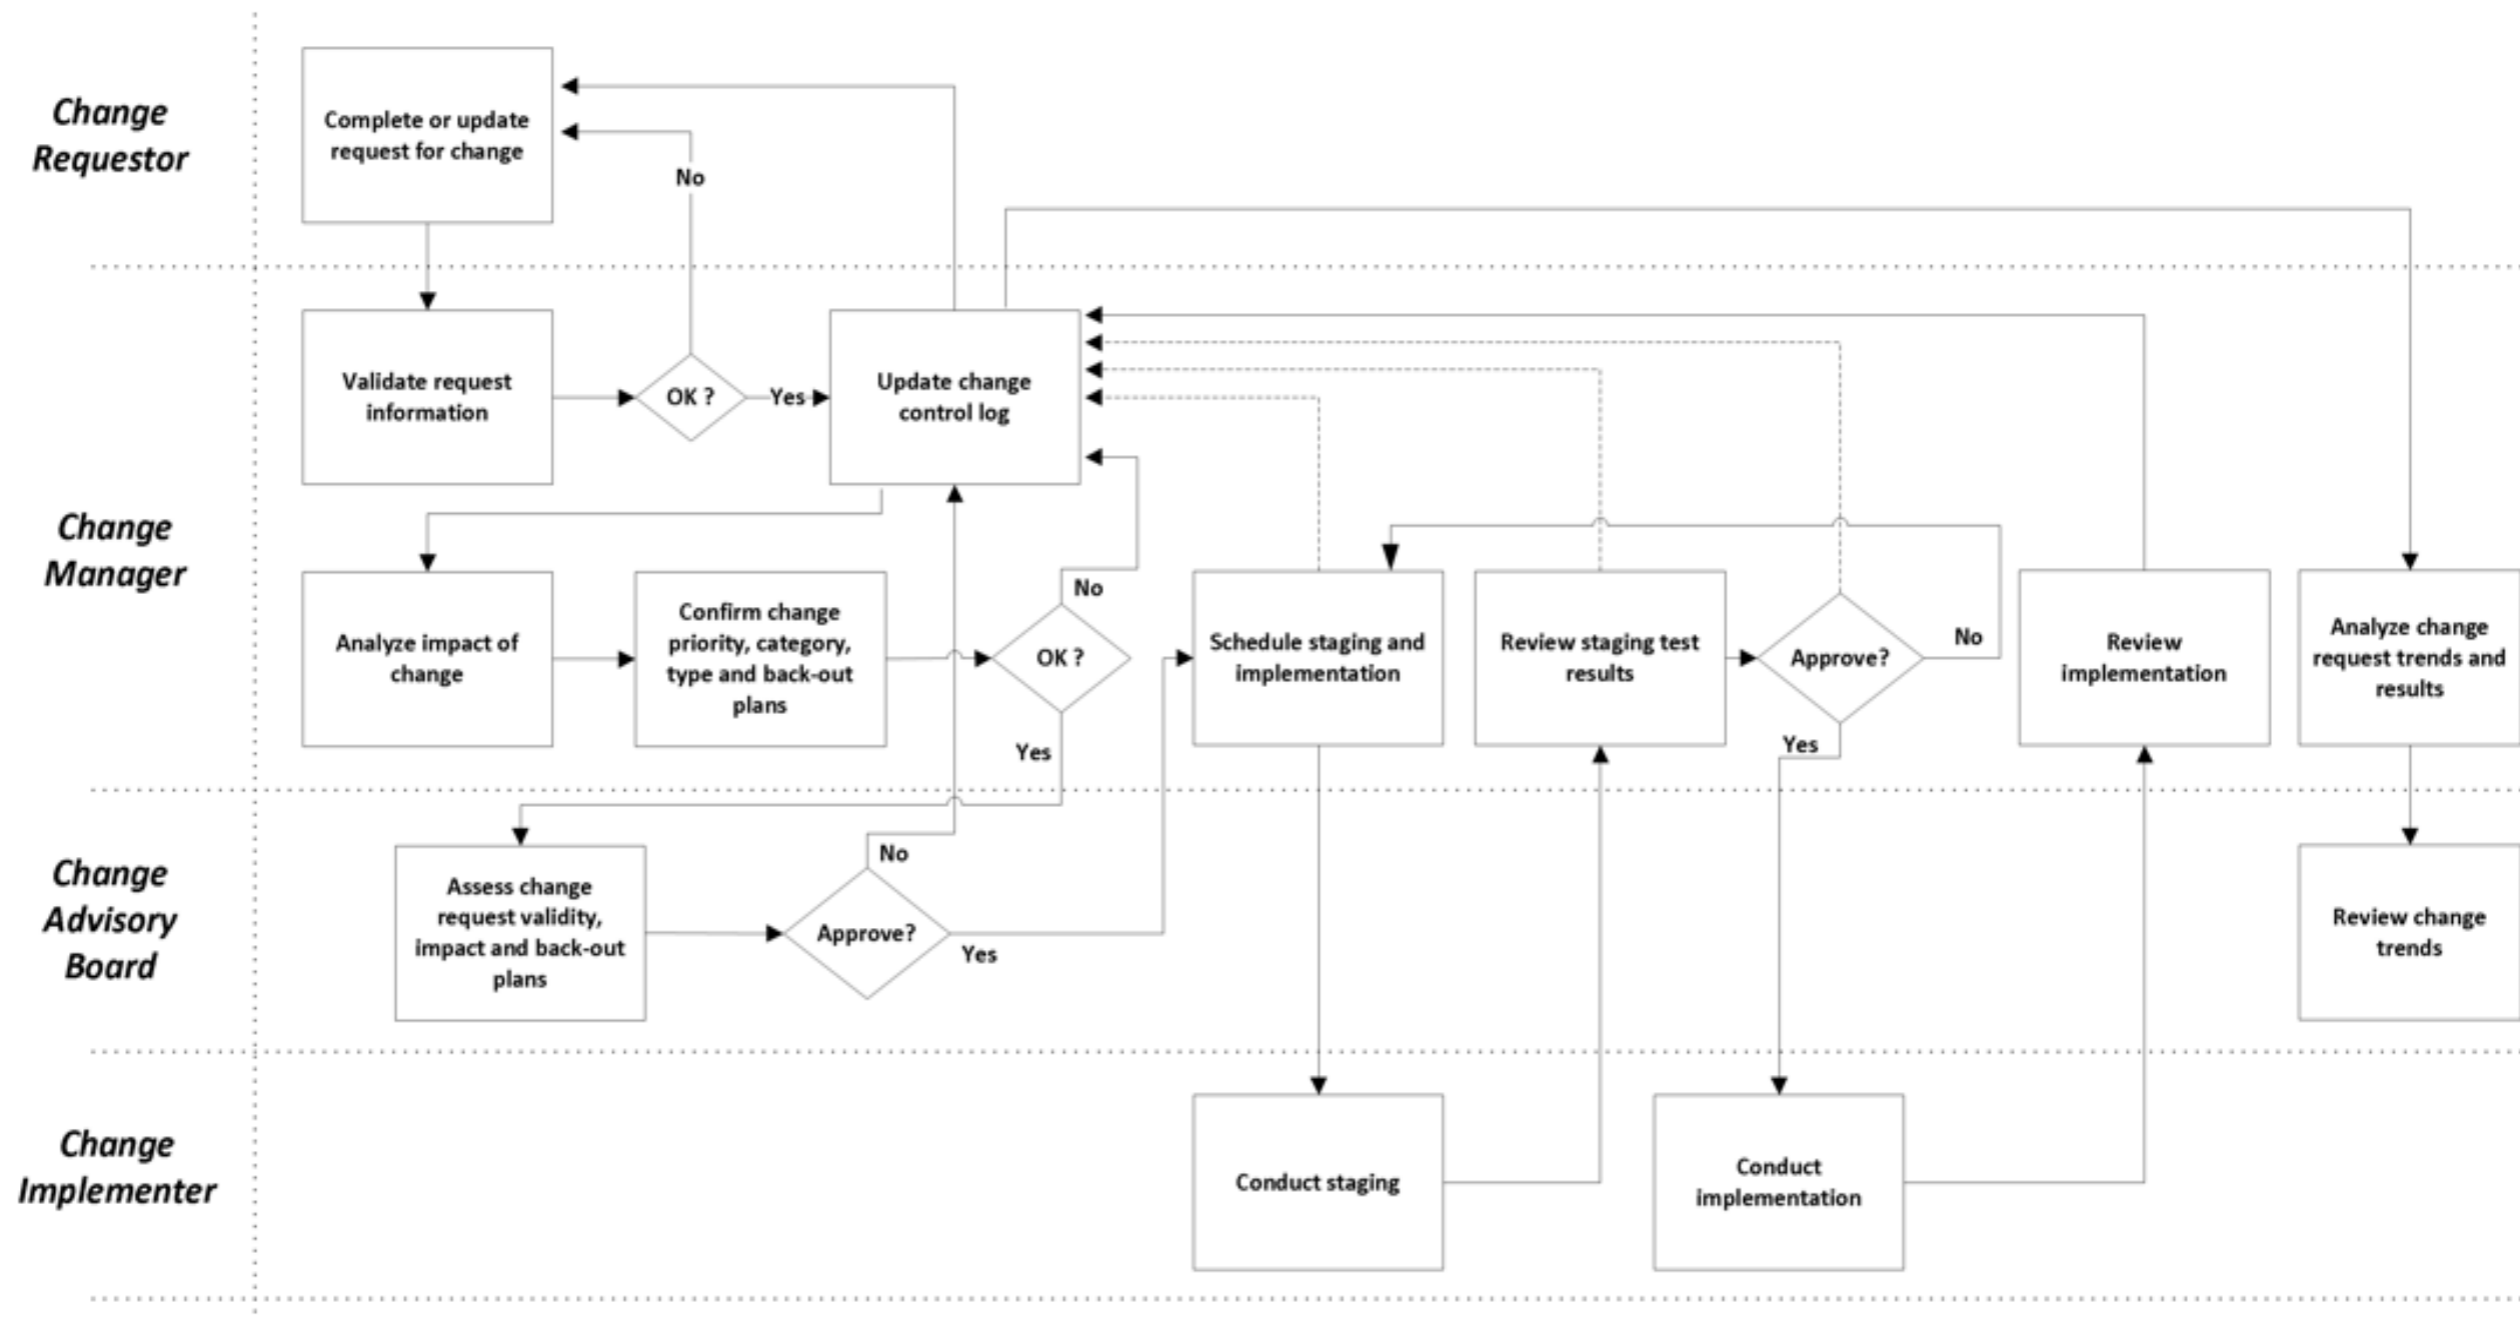 Change
Requestor
Complete or update
request for change
No
Change
Manager
Validate request
information
OK ?
Yes
Update change
control log
Analyze impact of
change
Confirm change
priority, category,
type and back-out
plans
OK ?
No
Yes
Schedule staging and
implementation
Review staging test
results
Approve?
No
Yes
Review
implementation
Analyze change
request trends and
results
Change
Advisory
Board
Assess change
request validity,
impact and back-out
plans
Approve?
No
Yes
Review change
trends
Change
Implementer
Conduct staging
Conduct
implementation